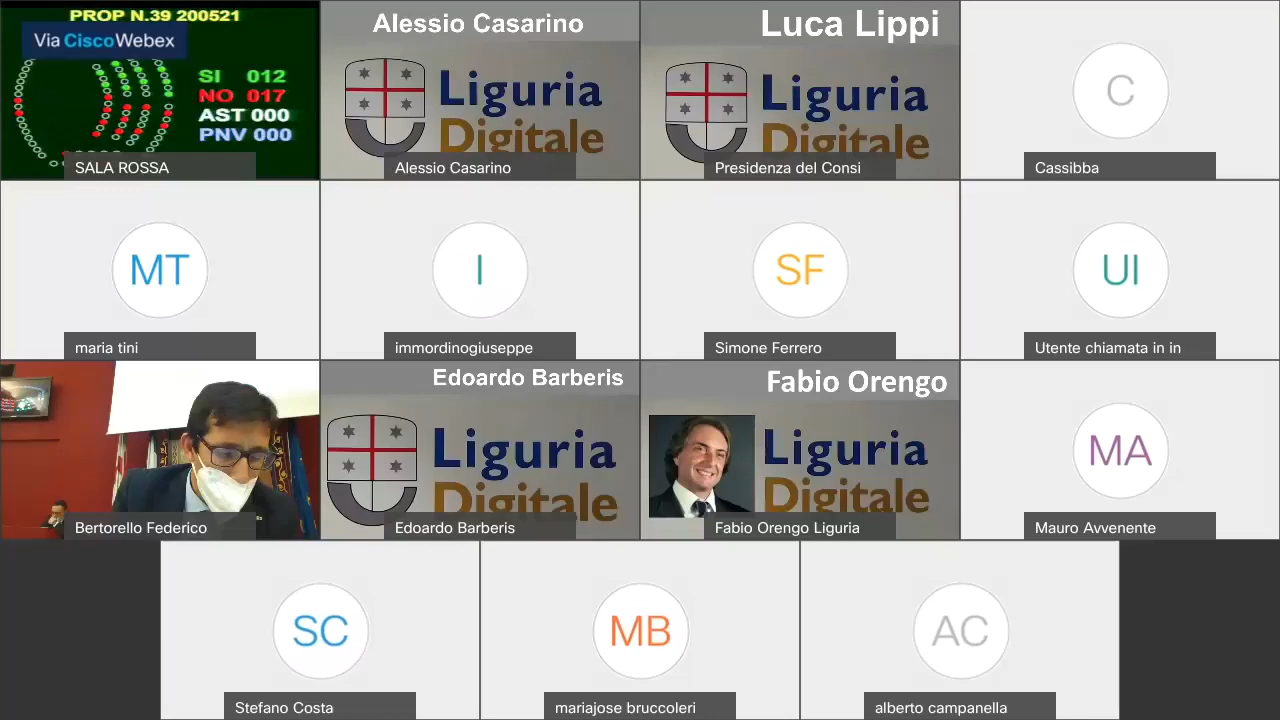 PROP N.39 200521
Via CiscoWebex
SI 012
NO 017
AST 000
PNV 000
SALA ROSSA
Alessio Casarino
Liguria
Digitale
Alessio Casarino
Luca Lippi
Liguria
Digitale
Presidenza del Consi
C
Cassibba
MT
maria tini
I
immordinogiuseppe
SF
Simone Ferrero
UI
Utente chiamata in in
Bertorello Federico
Edoardo Barberis
Liguria
Digitale
Edoardo Barberis
Fabio Orengo
Liguria
Digitale
Fabio Orengo Liguria
MA
Mauro Avvenente
SC
Stefano Costa
MB
mariajose bruccoleri
AC
alberto campanella